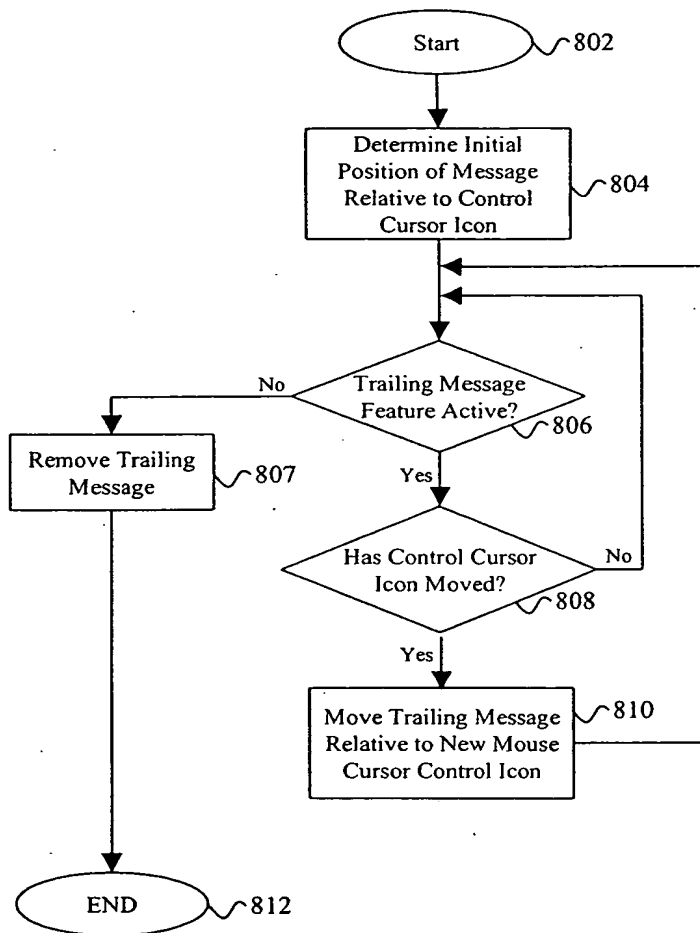 Start
802
Determine Initial
Position of Message
Relative to Control
Cursor Icon
804
No
Trailing Message
Feature Active?
806
Remove Trailing
Message
807
Yes
Has Control Cursor
Icon Moved?
No
808
Yes
Move Trailing Message
Relative to New Mouse
Cursor Control Icon
810
END
812